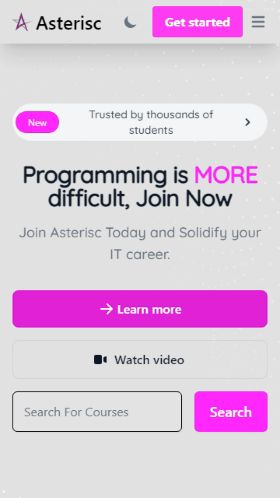 Asterisc
Get started
New
Trusted by thousands of
students
Programming is MORE
difficult, Join Now
Join Asterisc Today and Solidify your
IT career.
Learn more
Watch video
Search For Courses
Search